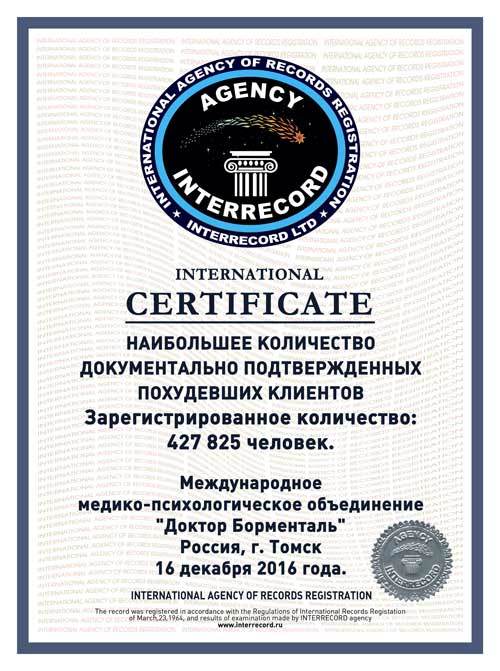 INTERNATIONAL AGENCY OF RECORDS REGISTRATION
AGENCY
INTERRECORD
★ INTERRECORD LTD ★
INTERNATIONAL
CERTIFICATE
НАИБОЛЬШЕЕ КОЛИЧЕСТВО
ДОКУМЕНТАЛЬНО ПОДТВЕРЖДЕННЫХ
ПОХУДЕВШИХ КЛИЕНТОВ
Зарегистрированное количество:
427 825 человек.
Международное
медико-психологическое объединение
"Доктор Борменталь"
Россия, г. Томск
16 декабря 2016 года.
AGENCY
INTERRECORD
INTERNATIONAL AGENCY OF RECORDS REGISTRATION
The record was registered in accordance with the Regulations of International Records Registation
of March,23,1964, and results of examination made by INTERRECORD agency
www.interrecord.ru